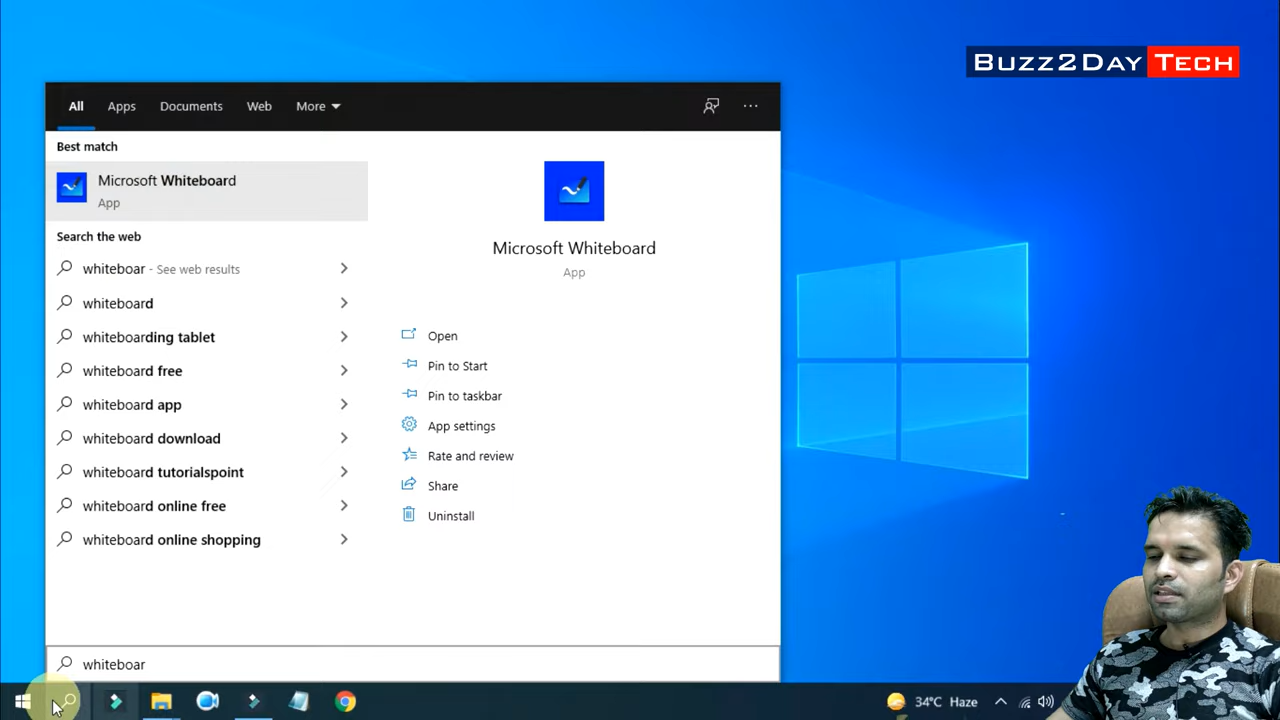 Buzz2Day Tech
All Apps Documents Web More
Best match
Microsoft Whiteboard
App
Search the web
whiteboar - See web results
whiteboard
whiteboarding tablet
whiteboard free
whiteboard app
whiteboard download
whiteboard tutorialspoint
whiteboard online free
whiteboard online shopping
Microsoft Whiteboard
App
Open
Pin to Start
Pin to taskbar
App settings
Rate and review
Share
Uninstall
whiteboar
34°C Haze